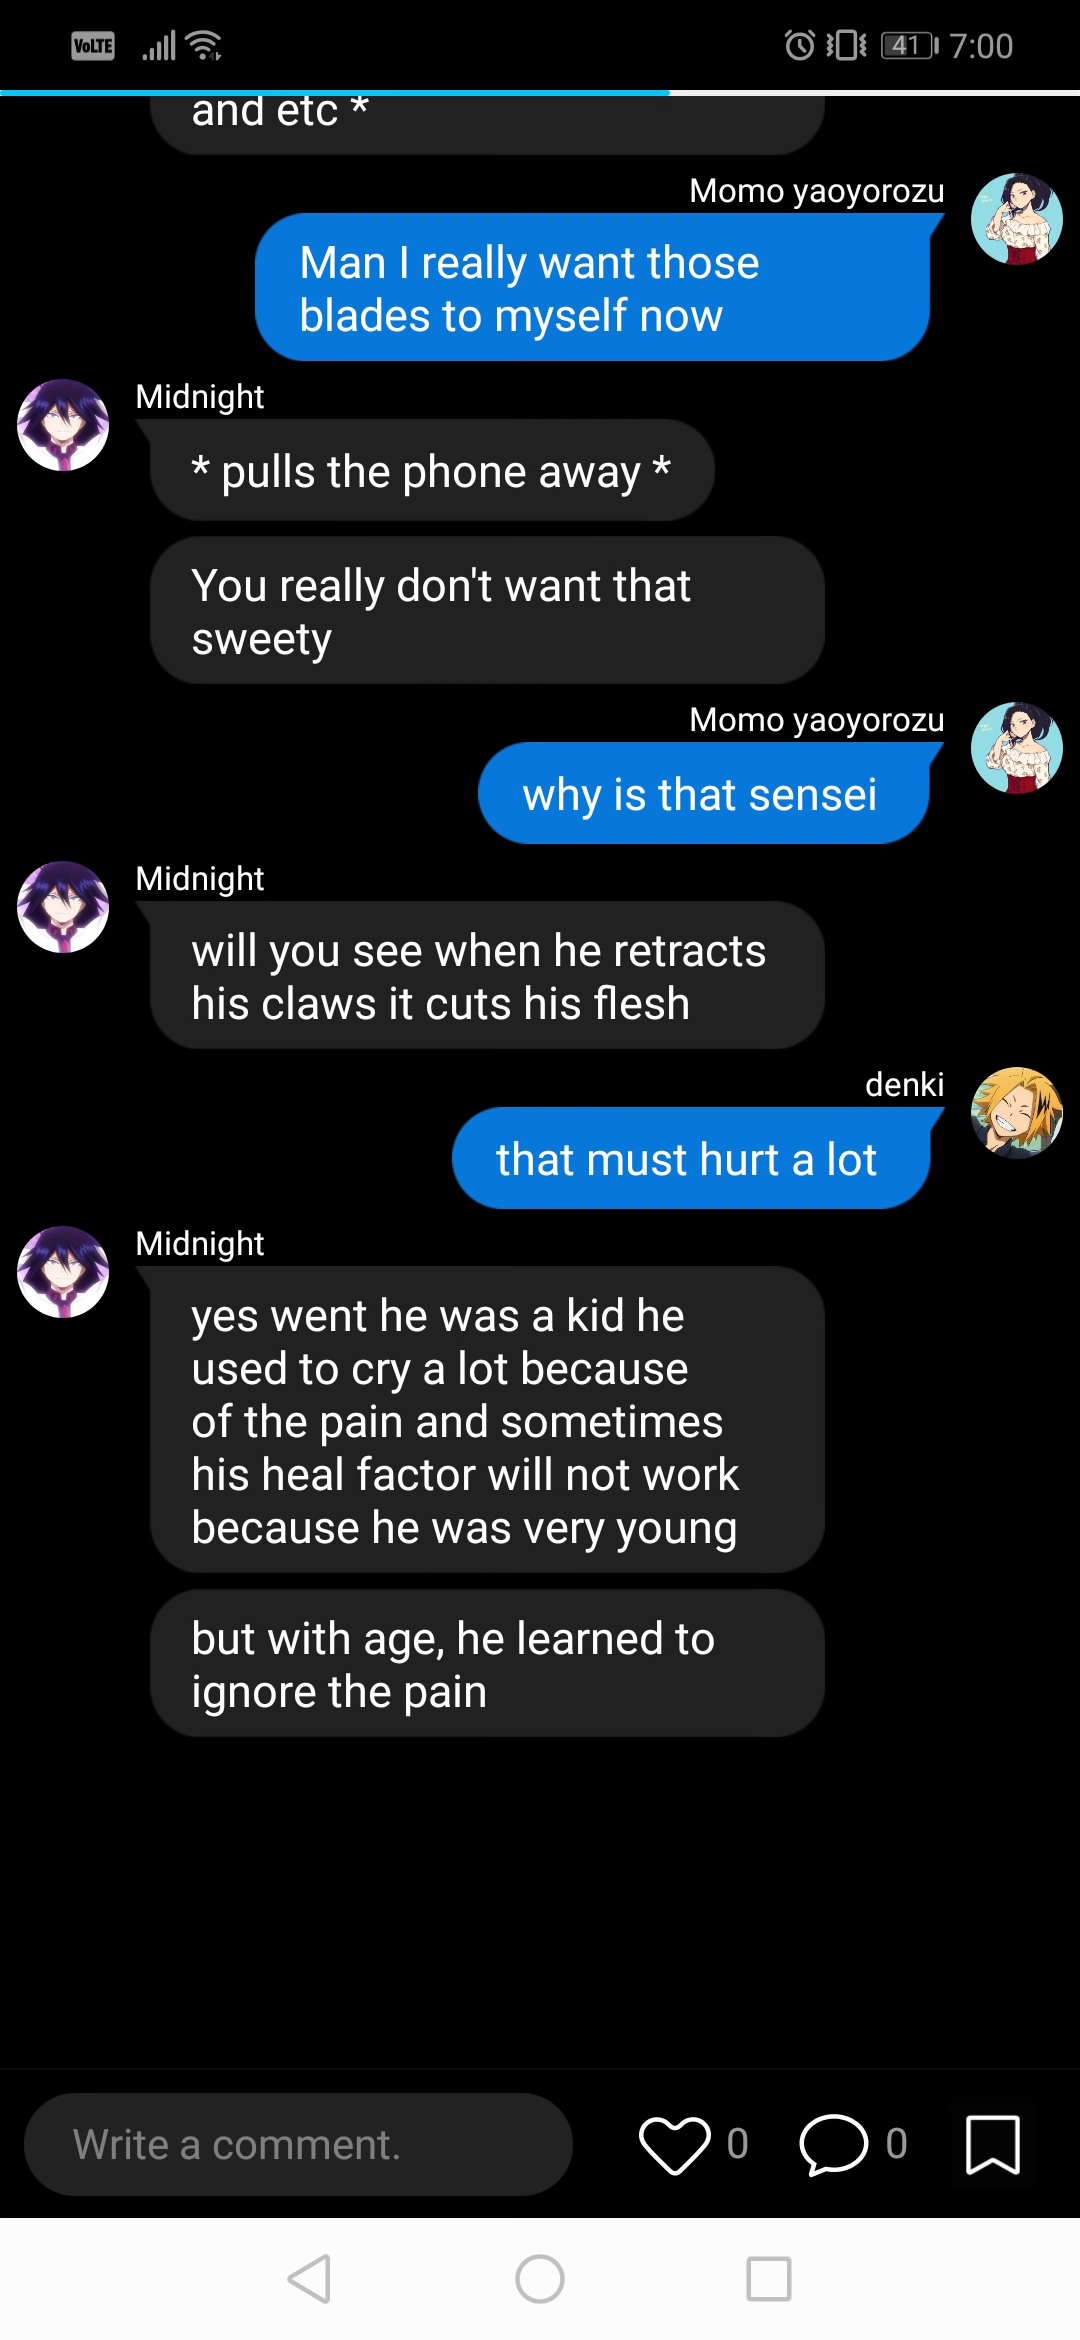 VoLTE 41 7:00
and etc *
Momo yaoyorozu
Man I really want those
blades to myself now
Midnight
* pulls the phone away *
You really don't want that
sweety
Momo yaoyorozu
why is that sensei
Midnight
will you see when he retracts
his claws it cuts his flesh
denki
that must hurt a lot
Midnight
yes went he was a kid he
used to cry a lot because
of the pain and sometimes
his heal factor will not work
because he was very young
but with age, he learned to
ignore the pain
Write a comment. 0 0